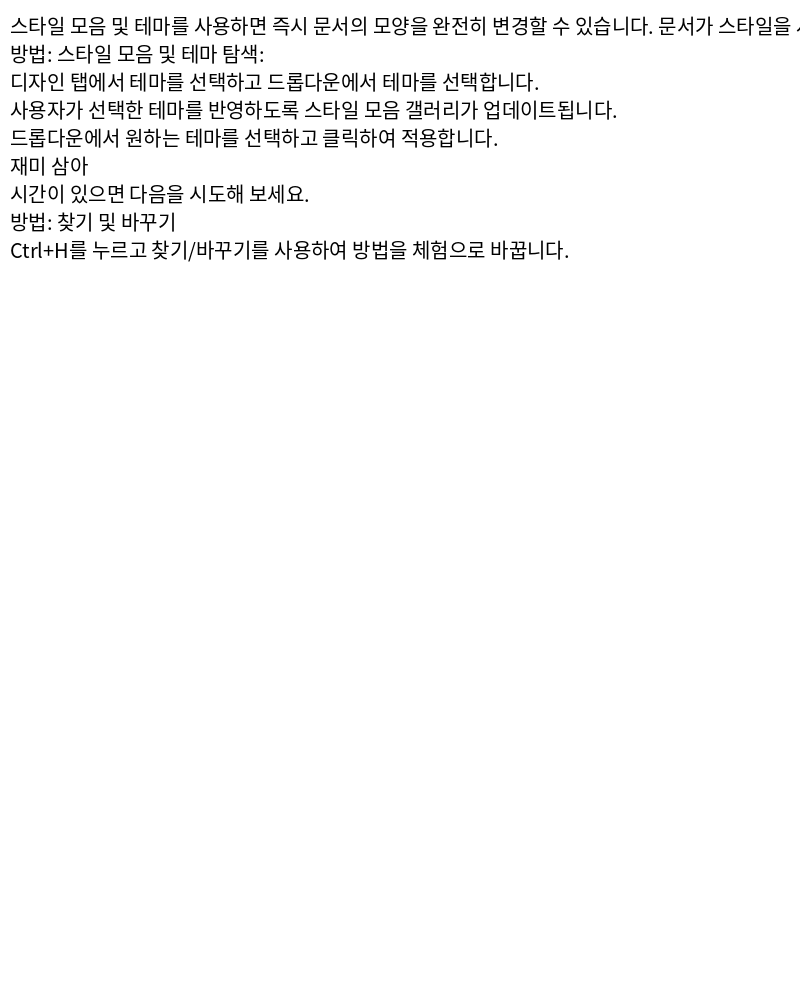 스타일 모음 및 테마를 사용하면 즉시 문서의 모양을 완전히 변경할 수 있습니다. 문서가 스타일을
방법: 스타일 모음 및 테마 탐색:
디자인 탭에서 테마를 선택하고 드롭다운에서 테마를 선택합니다.
사용자가 선택한 테마를 반영하도록 스타일 모음 갤러리가 업데이트됩니다.
드롭다운에서 원하는 테마를 선택하고 클릭하여 적용합니다.
재미 삼아
시간이 있으면 다음을 시도해 보세요.
방법: 찾기 및 바꾸기
Ctrl+H를 누르고 찾기/바꾸기를 사용하여 방법을 체험으로 바꿉니다.